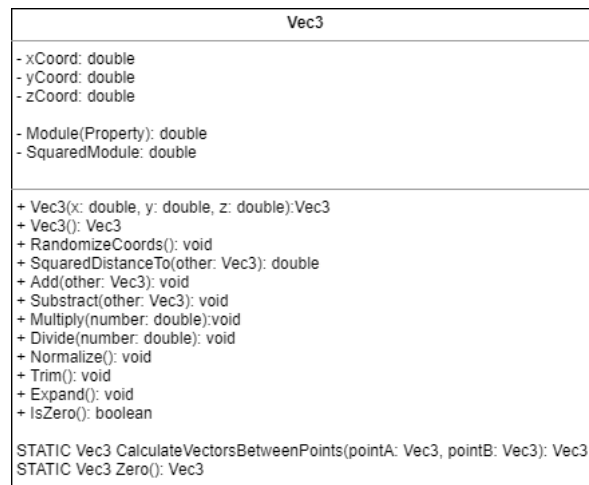 Vec3
- xCoord: double
- yCoord: double
- zCoord: double
- Module(Property): double
- SquaredModule: double
+ Vec3(x: double, y: double, z: double):Vec3
+ Vec3(): Vec3
+ RandomizeCoords(): void
+ SquaredDistanceTo(other: Vec3): double
+ Add(other: Vec3): void
+ Substract(other: Vec3): void
+ Multiply(number: double):void
+ Divide(number: double): void
+ Normalize(): void
+ Trim(): void
+ Expand(): void
+ IsZero(): boolean
STATIC Vec3 CalculateVectorsBetweenPoints(pointA: Vec3, pointB: Vec3): Vec3
STATIC Vec3 Zero(): Vec3